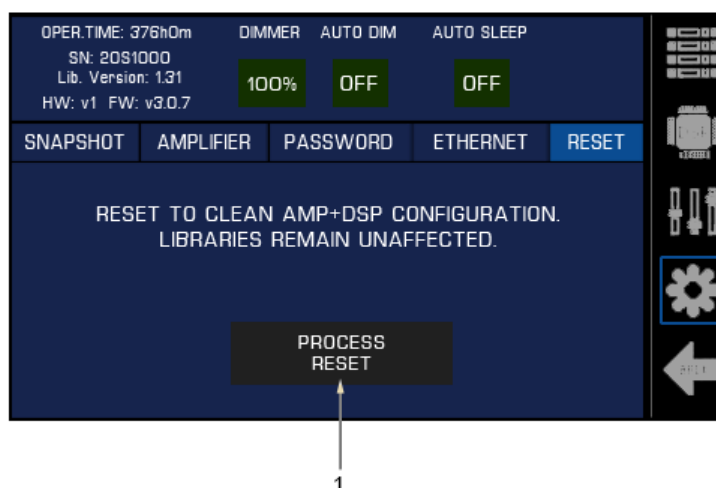 OPER.TIME: 376h0m
SN: 20S1000
Lib. Version: 1.31
HW: v1 FW: v3.0.7
DIMMER AUTO DIM AUTO SLEEP
100% OFF OFF
SNAPSHOT AMPLIFIER PASSWORD ETHERNET RESET
RESET TO CLEAN AMP+DSP CONFIGURATION.
LIBRARIES REMAIN UNAFFECTED.
PROCESS
RESET
1